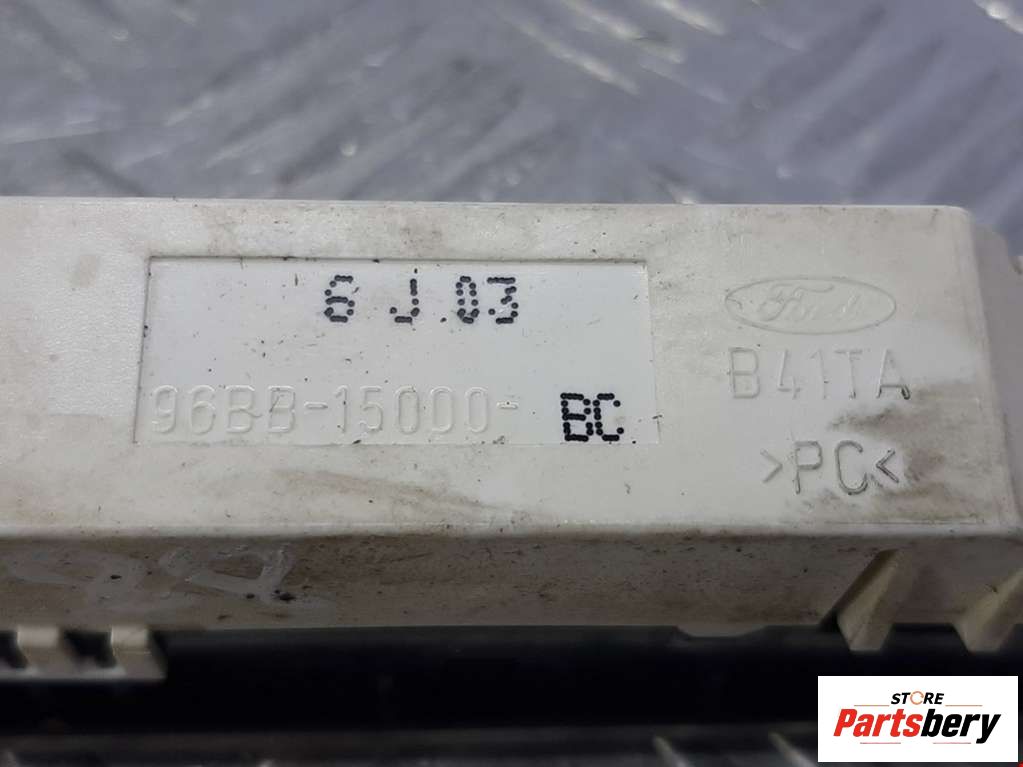 6 J 03
96BB-15000- BC
Ford
B41TA
>PC<
STORE
Partsbery